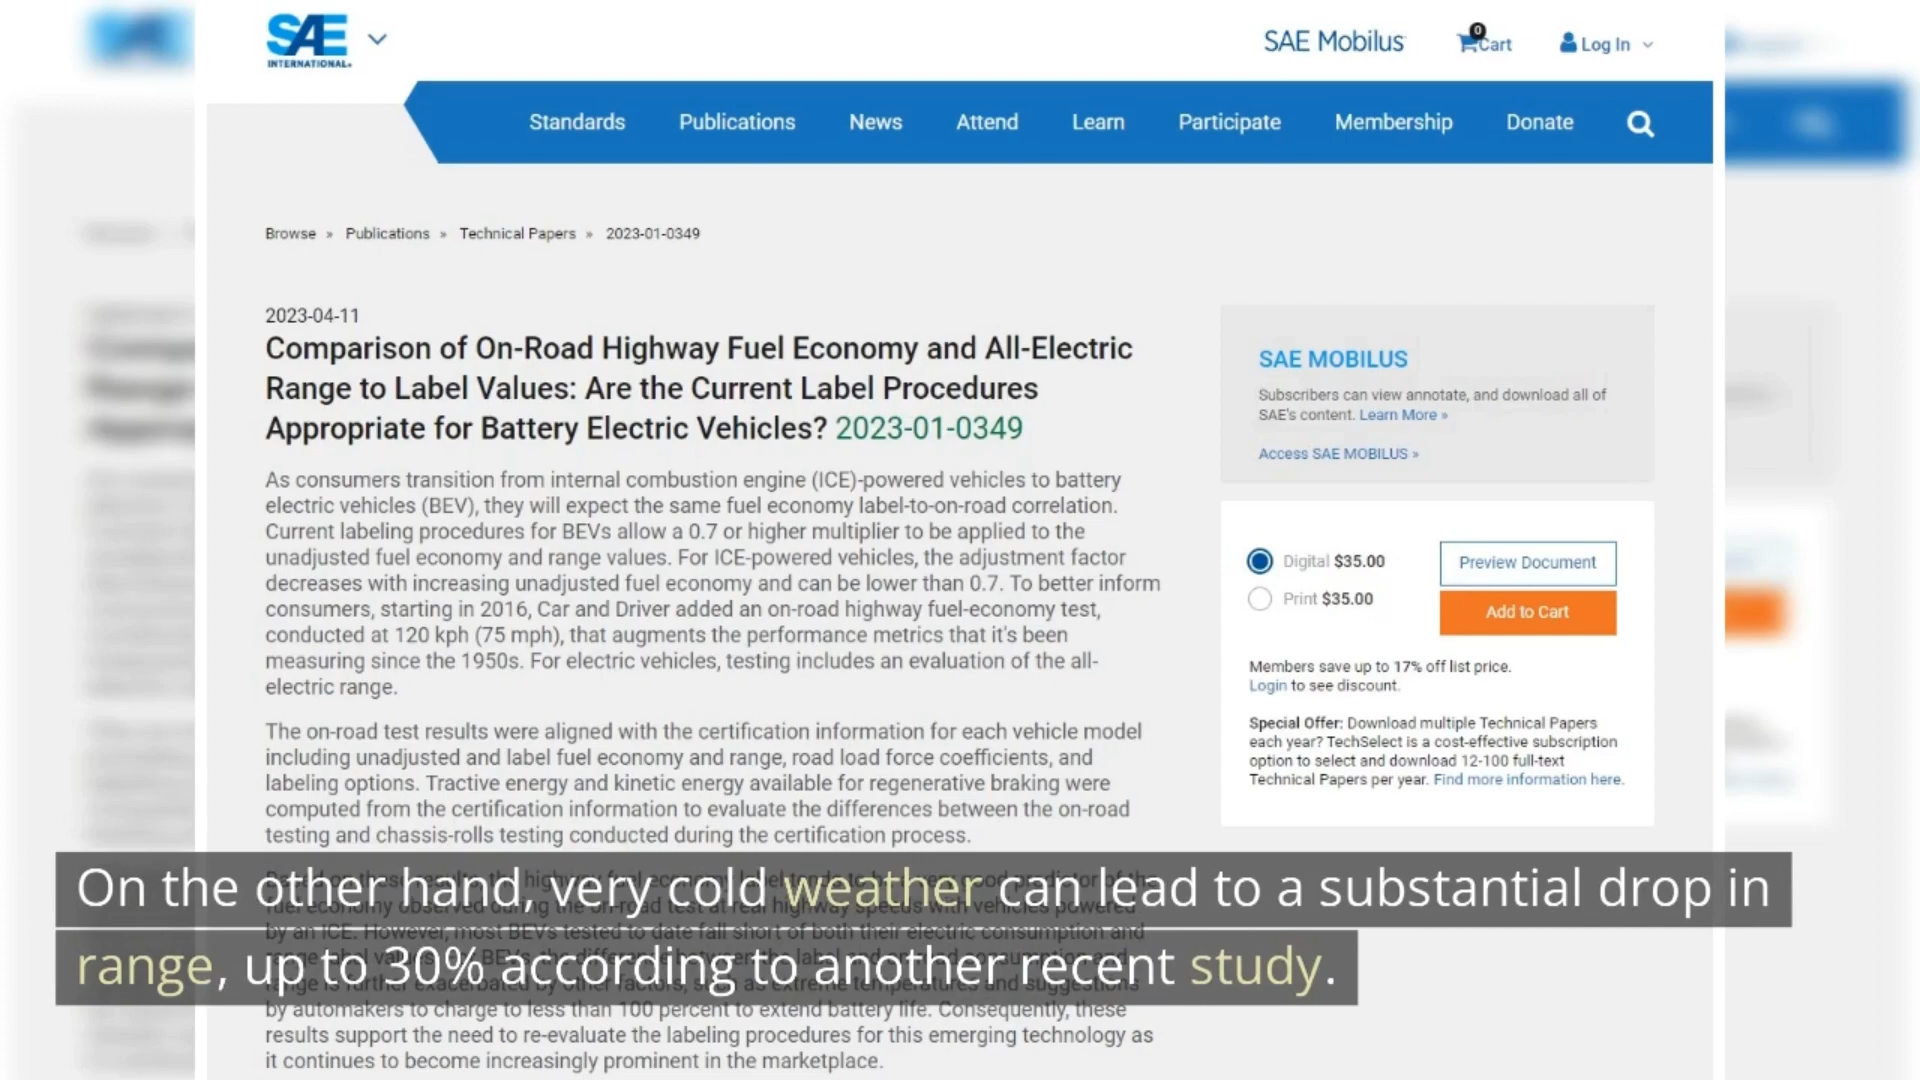 SAE
INTERNATIONAL®
SAE Mobilus
0
Cart
Log In
Standards
Publications
News
Attend
Learn
Participate
Membership
Donate
Browse » Publications » Technical Papers » 2023-01-0349
2023-04-11
Comparison of On-Road Highway Fuel Economy and All-Electric
Range to Label Values: Are the Current Label Procedures
Appropriate for Battery Electric Vehicles? 2023-01-0349
As consumers transition from internal combustion engine (ICE)-powered vehicles to battery
electric vehicles (BEV), they will expect the same fuel economy label-to-on-road correlation.
Current labeling procedures for BEVs allow a 0.7 or higher multiplier to be applied to the
unadjusted fuel economy and range values. For ICE-powered vehicles, the adjustment factor
decreases with increasing unadjusted fuel economy and can be lower than 0.7. To better inform
consumers, starting in 2016, Car and Driver added an on-road highway fuel-economy test,
conducted at 120 kph (75 mph), that augments the performance metrics that it's been
measuring since the 1950s. For electric vehicles, testing includes an evaluation of the all-
electric range.
The on-road test results were aligned with the certification information for each vehicle model
including unadjusted and label fuel economy and range, road load force coefficients, and
labeling options. Tractive energy and kinetic energy available for regenerative braking were
computed from the certification information to evaluate the differences between the on-road
testing and chassis-rolls testing conducted during the certification process.
by an ICE. However, most BEVs tested to date fall short of both their electric consumption and
by automakers to charge to less than 100 percent to extend battery life. Consequently, these
results support the need to re-evaluate the labeling procedures for this emerging technology as
it continues to become increasingly prominent in the marketplace.
SAE MOBILUS
Subscribers can view annotate, and download all of
SAE's content. Learn More »
Access SAE MOBILUS »
Digital $35.00
Print $35.00
Preview Document
Add to Cart
Members save up to 17% off list price.
Login to see discount.
Special Offer: Download multiple Technical Papers
each year? TechSelect is a cost-effective subscription
option to select and download 12-100 full-text
Technical Papers per year. Find more information here.
On the other hand, very cold weather can lead to a substantial drop in
range, up to 30% according to another recent study.